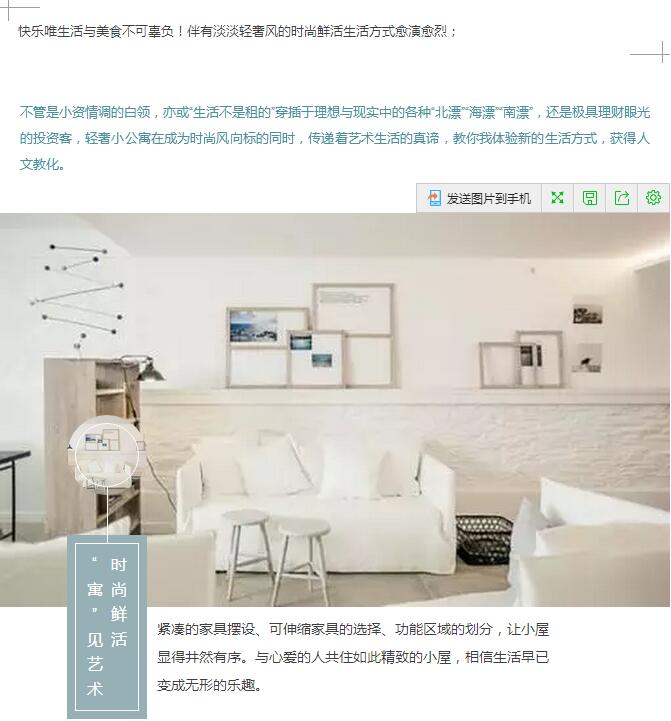 快乐唯生活与美食不可辜负！伴有淡淡轻奢风的时尚鲜活生活方式愈演愈烈；
不管是小资情调的白领，亦或“生活不是租的”穿插于理想与现实中的各种“北漂”“海漂”“南漂”，还是极具理财眼光
的投资客，轻奢小公寓在成为时尚风向标的同时，传递着艺术生活的真谛，教你我体验新的生活方式，获得人
文教化。
发送图片到手机
时尚鲜活
“寓”见艺术
紧凑的家具摆设、可伸缩家具的选择、功能区域的划分，让小屋
显得井然有序。与心爱的人共住如此精致的小屋，相信生活早已
变成无形的乐趣。